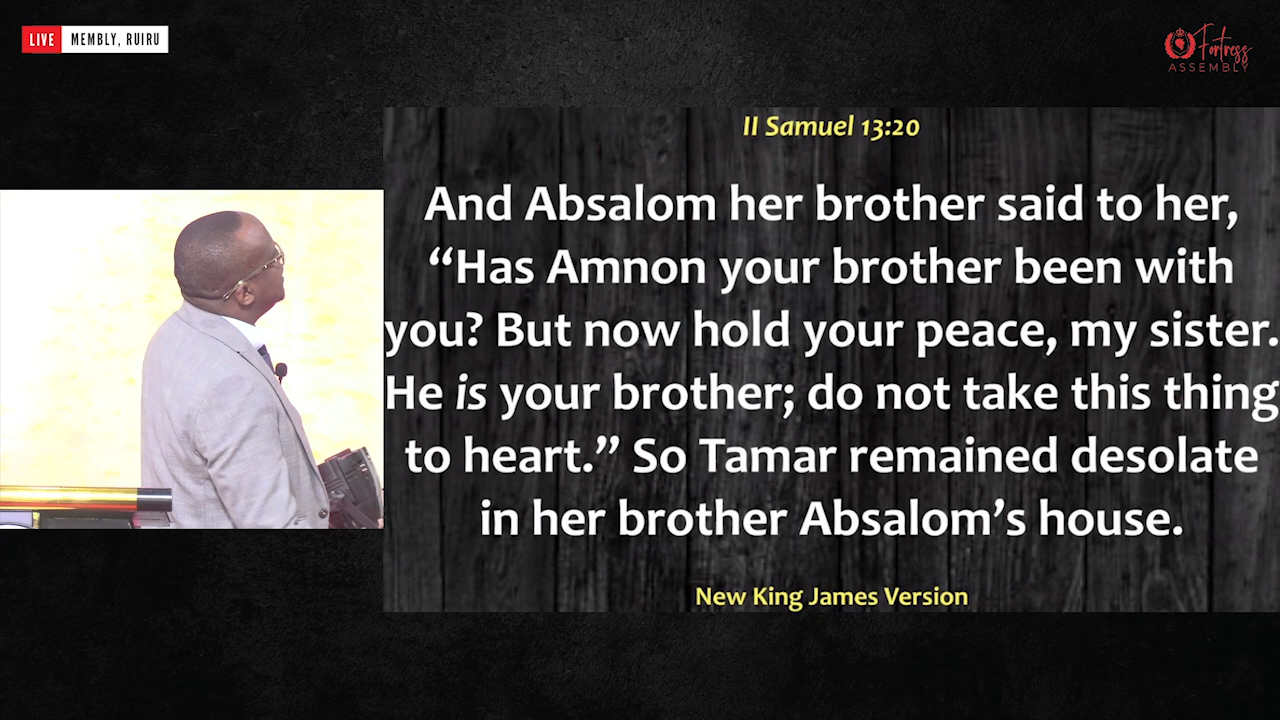 LIVE MEMBLY, RUIRU
Fortress
ASSEMBLY
II Samuel 13:20
And Absalom her brother said to her,
“Has Amnon your brother been with
you? But now hold your peace, my sister.
He is your brother; do not take this thing
to heart.” So Tamar remained desolate
in her brother Absalom’s house.
New King James Version